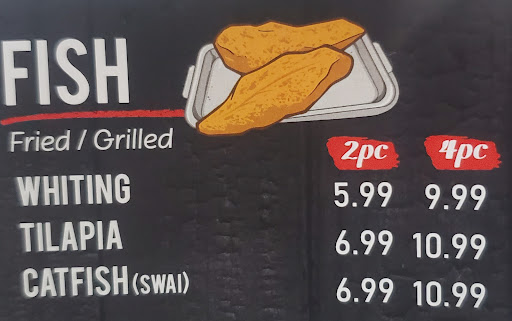 FISH
Fried / Grilled
2pc 4pc
WHITING 5.99 9.99
TILAPIA 6.99 10.99
CATFISH (SWAI) 6.99 10.99